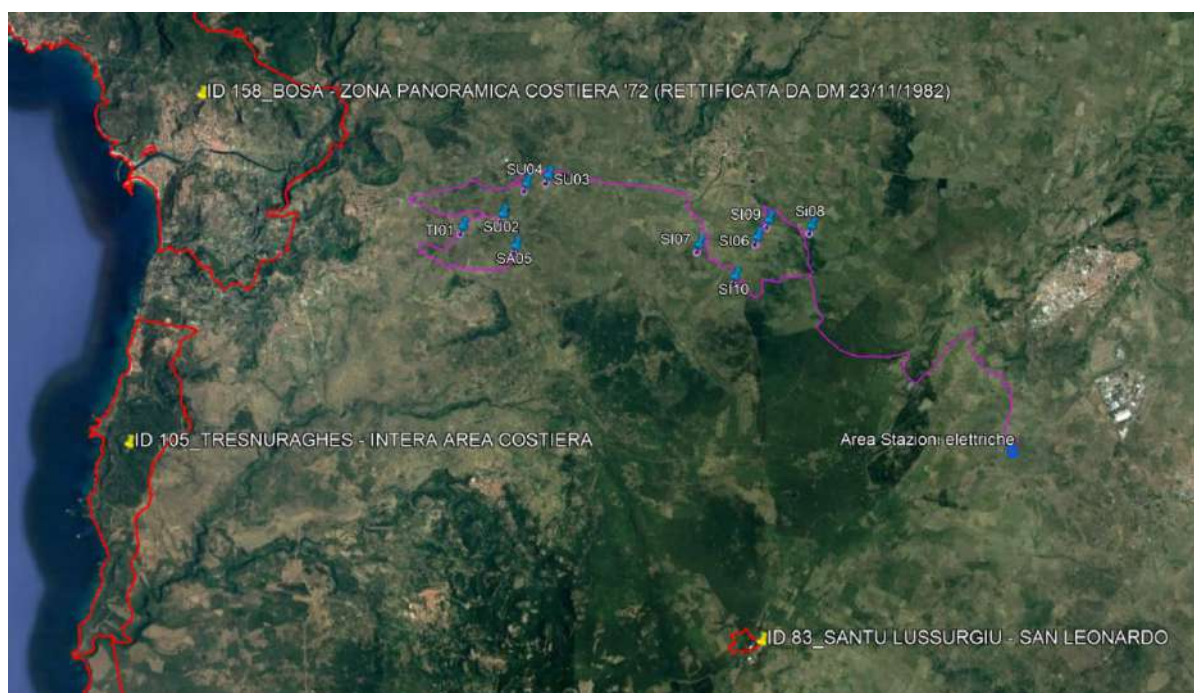 ID 158_BOSA - ZONA PANORAMICA COSTIERA '72 (RETTIFICATA DA DM 23/11/1982)
SU04
SU03
SU02
TI01
SA05
SI09
Si08
SI07
SI06
SI10
ID 105_TRESNURAGHES - INTERA AREA COSTIERA
Area Stazioni elettriche
ID 83_SANTU LUSSURGIU - SAN LEONARDO